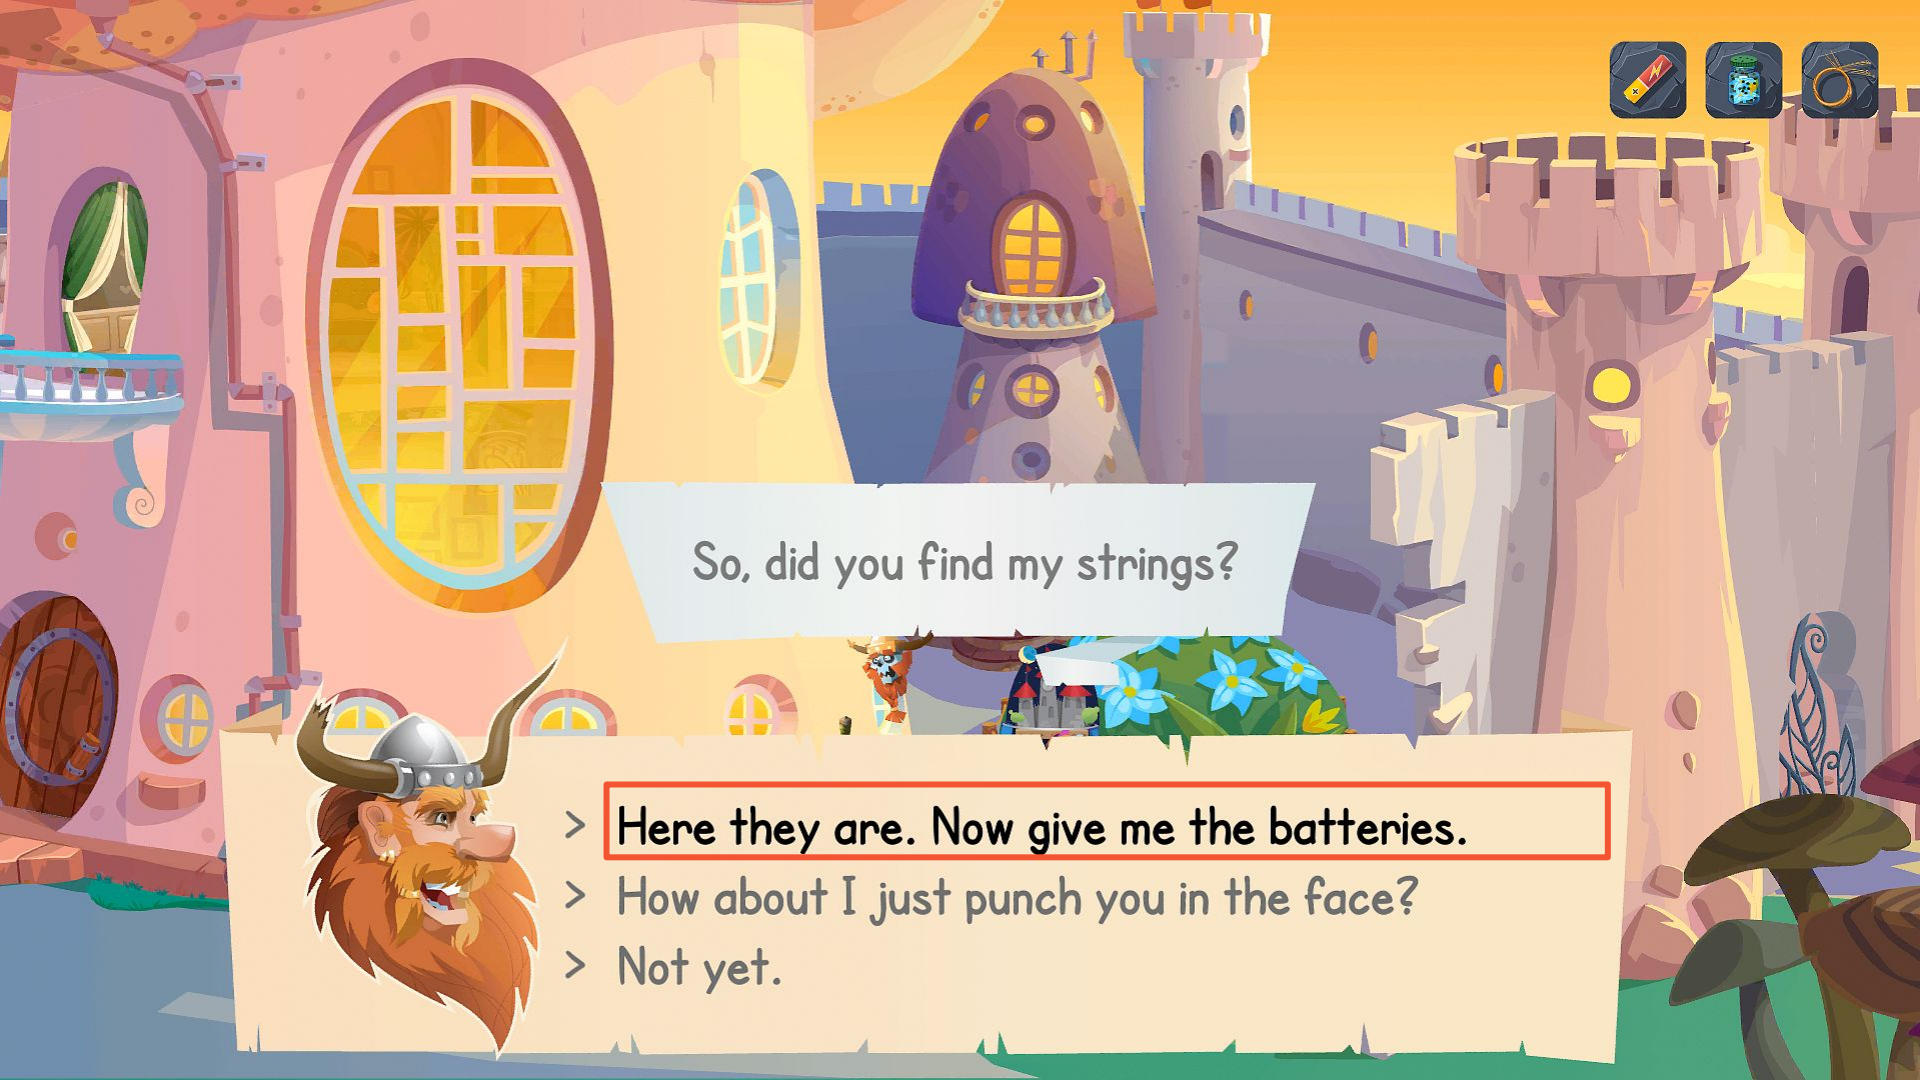 So, did you find my strings?
> Here they are. Now give me the batteries.
> How about I just punch you in the face?
> Not yet.